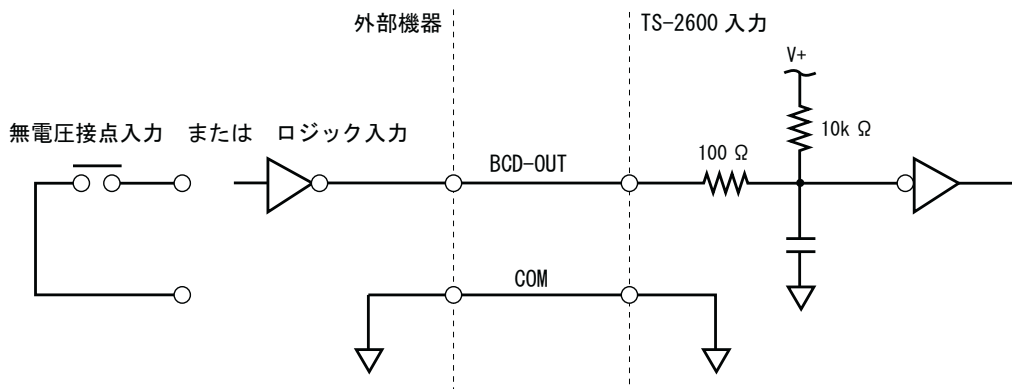 外部機器
TS-2600 入力
V+
無電圧接点入力 または ロジック入力
10k Ω
100 Ω
BCD-OUT
COM